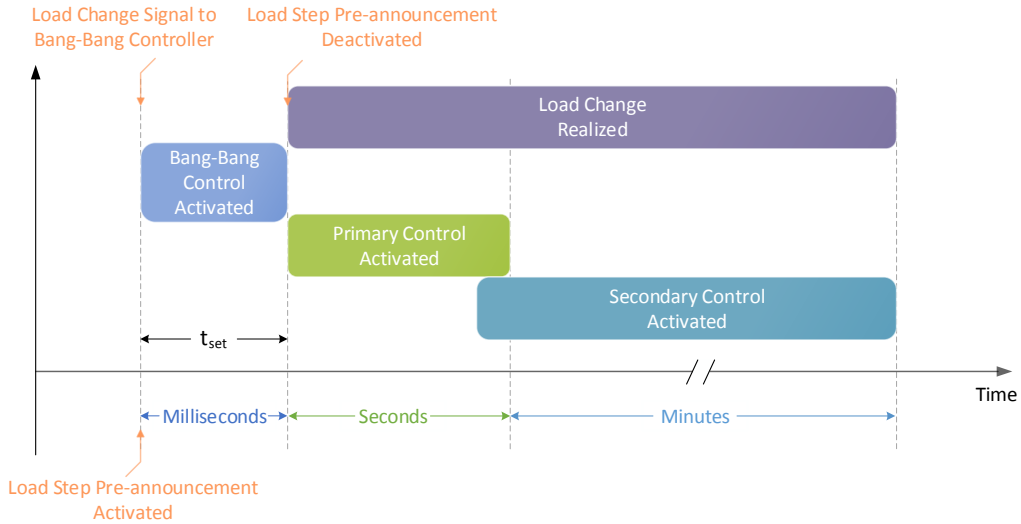 Load Change Signal to
Bang-Bang Controller
Load Step Pre-announcement
Deactivated
Load Change
Realized
Bang-Bang
Control
Activated
Primary Control
Activated
Secondary Control
Activated
tset
Time
Milliseconds
Seconds
Minutes
Load Step Pre-announcement
Activated